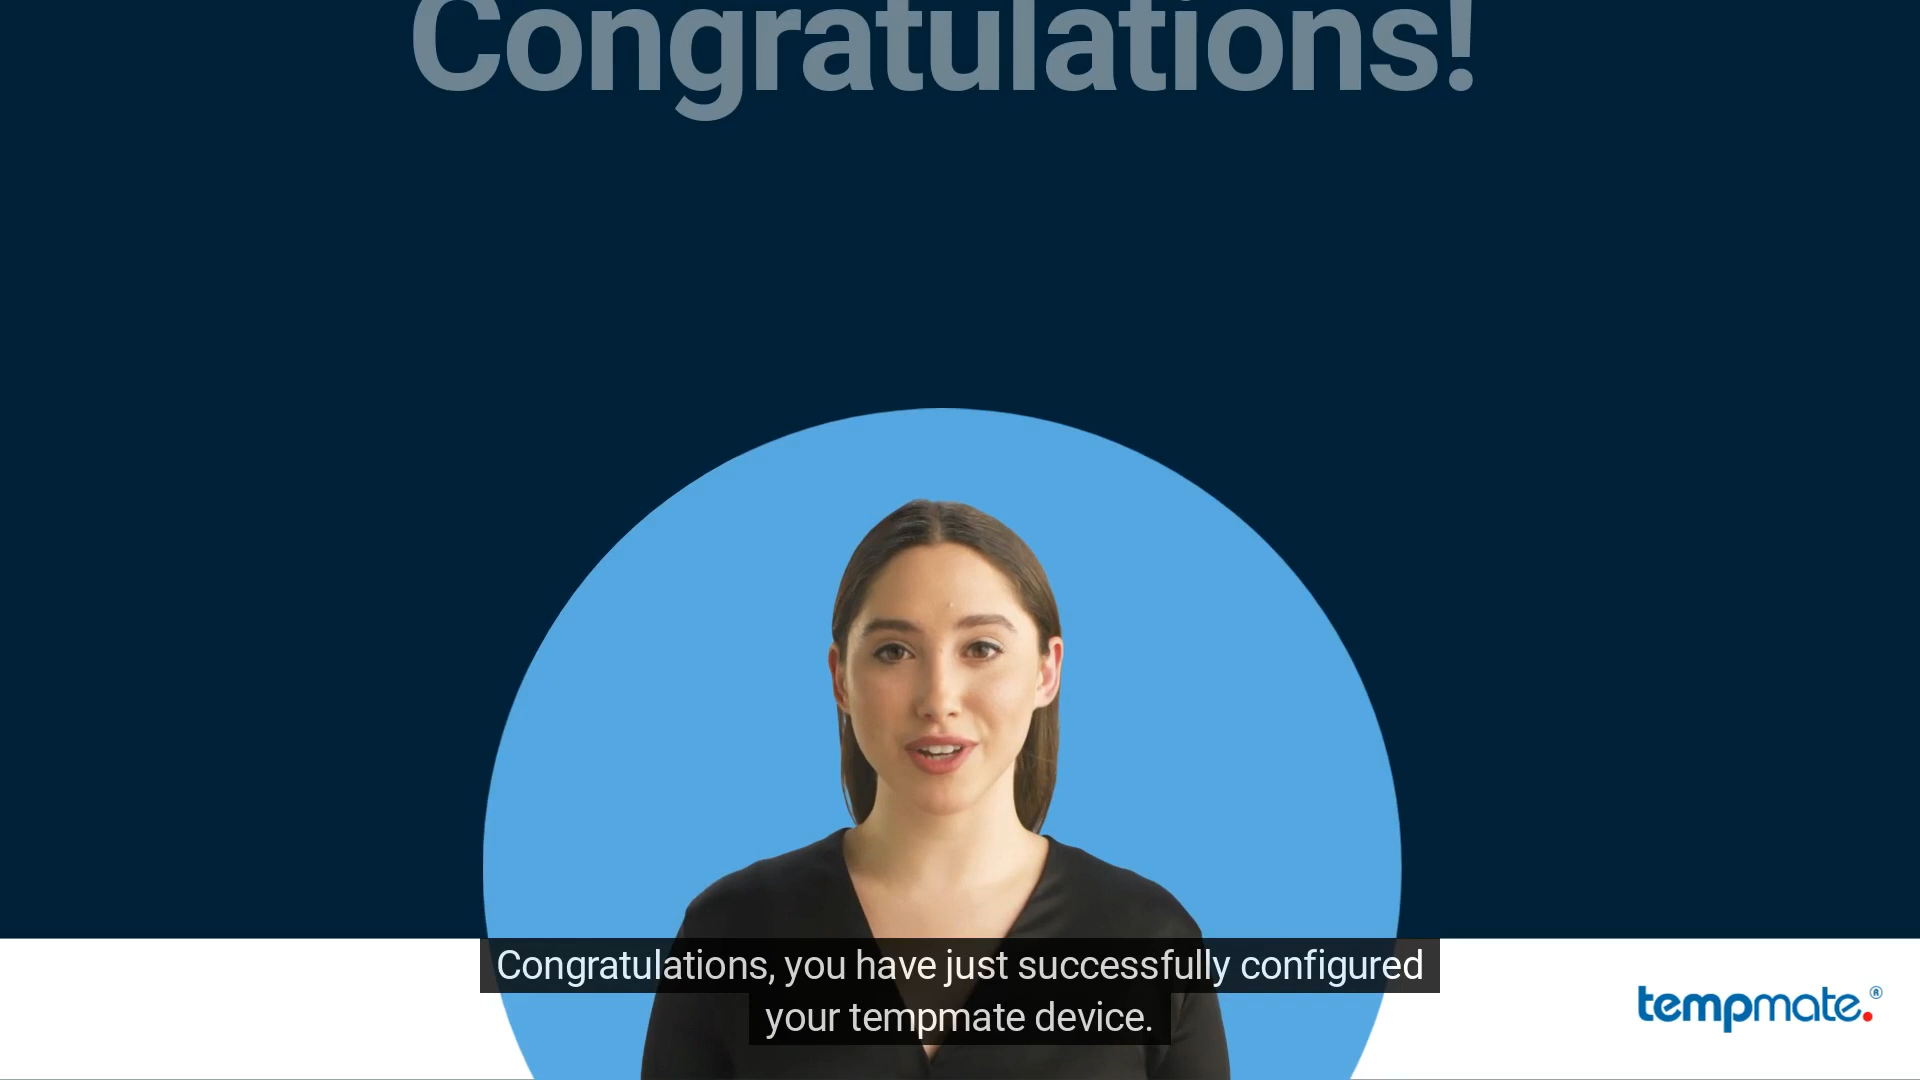 Congratulations!
Congratulations, you have just successfully configured
your tempmate device.
tempmate.®